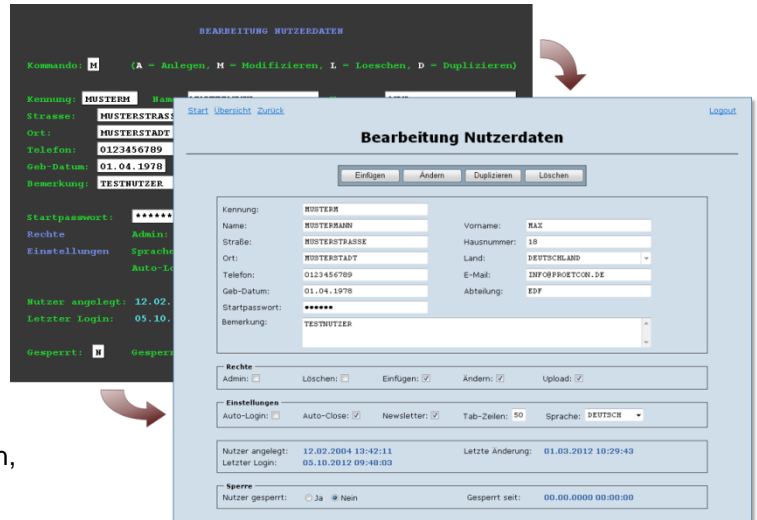 BEARBEITUNG NUTZERDATEN
Kommando: M (A - Anlegen, M - Modifizieren, L - Loeschen, D - Duplizieren)
Kennung: MUSTERM
Strasse: MUSTERSTRASS
Ort: MUSTERSTADT
Telefon: 0123456789
Geb-Datum: 01.04.1978
Bemerkung: TESTNUTZER
Startpasswort: ******
Rechte Admin:
Einstellungen Sprache
Auto-Lo
Nutzer angelegt: 12.02.
Letzter Login: 05.10.
Gesperrt: N Gesperr
n,
Start Übersicht Zurück Logout
Bearbeitung Nutzerdaten
Einfügen Ändern Duplizieren Löschen
Kennung: MUSTERM
Name: MUSTERMANN Vorname: MAX
Straße: MUSTERSTRASSE Hausnummer: 18
Ort: MUSTERSTADT Land: DEUTSCHLAND
Telefon: 0123456789 E-Mail: INFO@PROETCON.DE
Geb-Datum: 01.04.1978 Abteilung: EDF
Startpasswort: ••••••
Bemerkung: TESTNUTZER
Rechte
Admin: Löschen: Einfügen: Ändern: Upload:
Einstellungen
Auto-Login: Auto-Close: Newsletter: Tab-Zeilen: 50 Sprache: DEUTSCH
Nutzer angelegt: 12.02.2004 13:42:11 Letzte Änderung: 01.03.2012 10:29:43
Letzter Login: 05.10.2012 09:48:03
Sperre
Nutzer gesperrt: Ja Nein Gesperrt seit: 00.00.0000 00:00:00